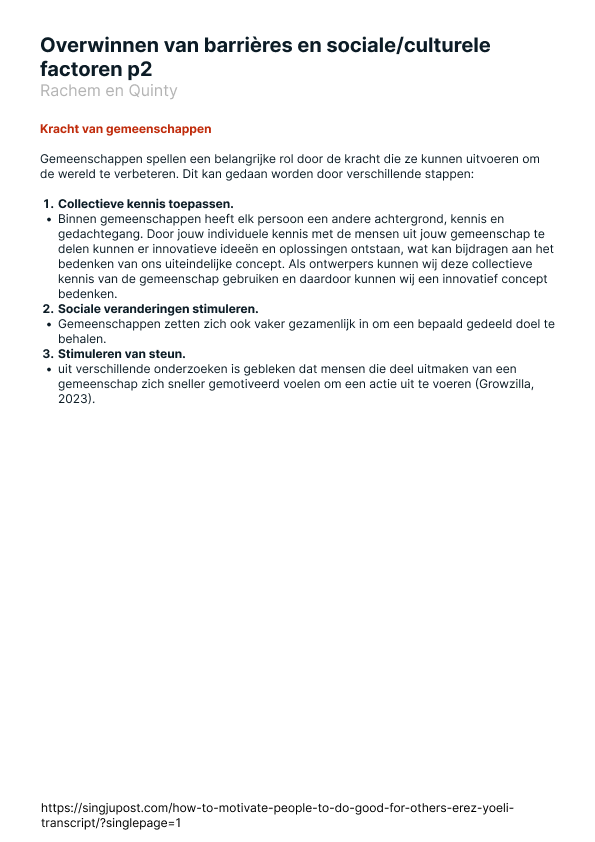 Overwinnen van barrières en sociale/culturele
factoren p2
Rachem en Quinty
Kracht van gemeenschappen
Gemeenschappen spellen een belangrijke rol door de kracht die ze kunnen uitvoeren om
de wereld te verbeteren. Dit kan gedaan worden door verschillende stappen:
1. Collectieve kennis toepassen.
• Binnen gemeenschappen heeft elk persoon een andere achtergrond, kennis en
gedachtegang. Door jouw individuele kennis met de mensen uit jouw gemeenschap te
delen kunnen er innovatieve ideeën en oplossingen ontstaan, wat kan bijdragen aan het
bedenken van ons uiteindelijke concept. Als ontwerpers kunnen wij deze collectieve
kennis van de gemeenschap gebruiken en daardoor kunnen wij een innovatief concept
bedenken.
2. Sociale veranderingen stimuleren.
• Gemeenschappen zetten zich ook vaker gezamenlijk in om een bepaald gedeeld doel te
behalen.
3. Stimuleren van steun.
• uit verschillende onderzoeken is gebleken dat mensen die deel uitmaken van een
gemeenschap zich sneller gemotiveerd voelen om een actie uit te voeren (Growzilla,
2023).
https://singjupost.com/how-to-motivate-people-to-do-good-for-others-erez-yoeli-
transcript/?singlepage=1